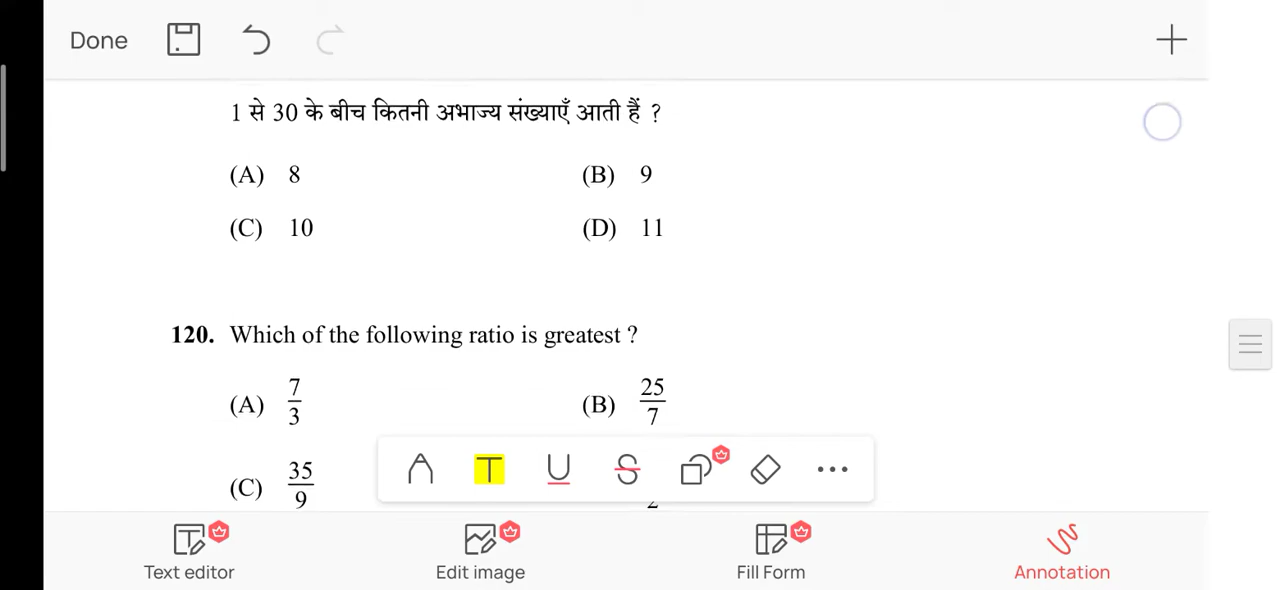 Done
1 से 30 के बीच कितनी अभाज्य संख्याएँ आती हैं ?
(A) 8 (B) 9
(C) 10 (D) 11
120. Which of the following ratio is greatest ?
(A) 7/3 (B) 25/7
(C) 35/9
T U S
Text editor Edit image Fill Form Annotation